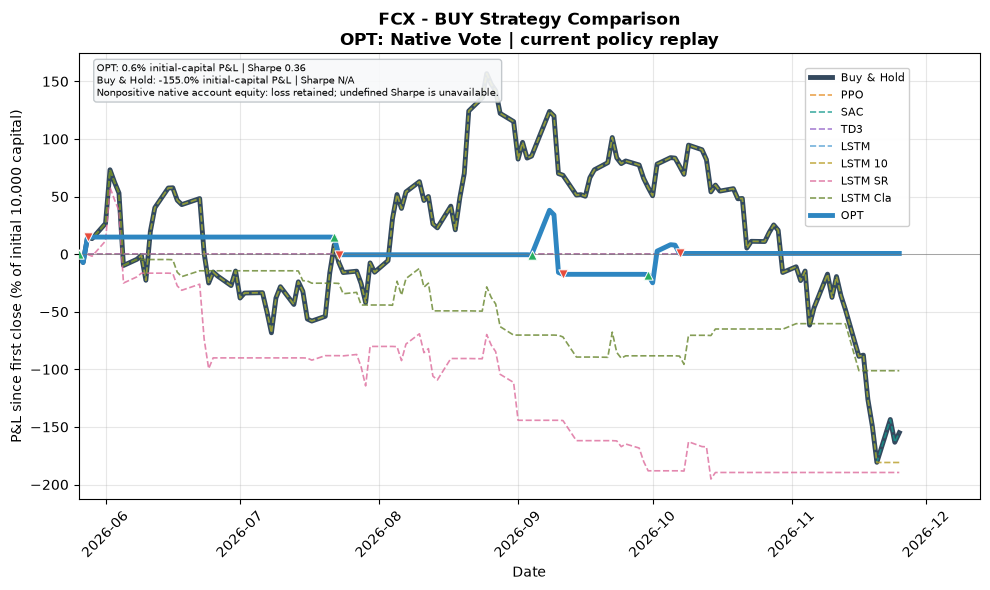 FCX - BUY Strategy Comparison
OPT: Native Vote | current policy replay
OPT: 0.6% initial-capital P&L | Sharpe 0.36
Buy & Hold: -155.0% initial-capital P&L | Sharpe N/A
Nonpositive native account equity: loss retained; undefined Sharpe is unavailable.
Buy & Hold
PPO
SAC
TD3
LSTM
LSTM 10
LSTM SR
LSTM Cla
OPT
P&L since first close (% of initial 10,000 capital)
150
100
50
0
−50
−100
−150
−200
2026-06
2026-07
2026-08
2026-09
2026-10
2026-11
2026-12
Date